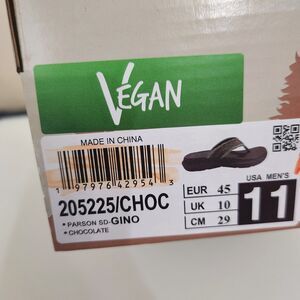 VEGAN
MADE IN CHINA
1 97976 42954 3
205225/CHOC
• PARSON SD-GINO
• CHOCOLATE
EUR 45
UK 10
CM 29
USA MEN'S
11